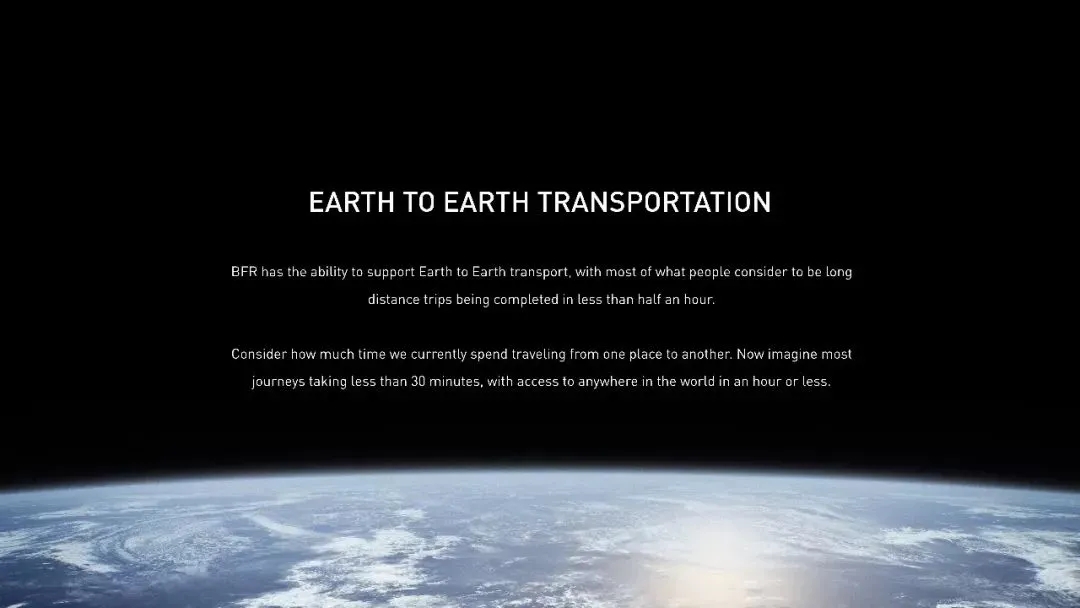 EARTH TO EARTH TRANSPORTATION
BFR has the ability to support Earth to Earth transport, with most of what people consider to be long
distance trips being completed in less than half an hour.
Consider how much time we currently spend traveling from one place to another. Now imagine most
journeys taking less than 30 minutes, with access to anywhere in the world in an hour or less.